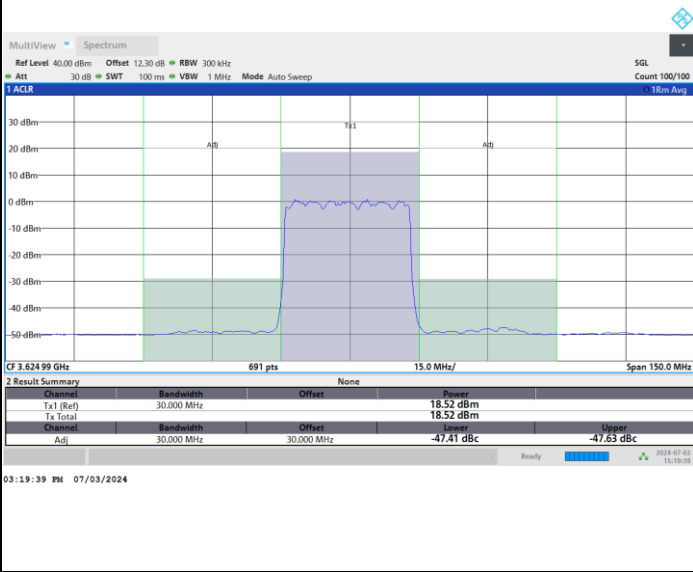 MultiView Spectrum
Ref Level 40.00 dBm Offset 12.30 dB RBW 300 kHz SGL
Att 30 dB SWT 100 ms VBW 1 MHz Mode Auto Sweep Count 100/100
1 ACLR 1Rm Avg
30 dBm
Tx1
20 dBm
Adj Adj
10 dBm
0 dBm
-10 dBm
-20 dBm
-30 dBm
-40 dBm
-50 dBm
CF 3.624 99 GHz 691 pts 15.0 MHz/ Span 150.0 MHz
2 Result Summary None
Channel Bandwidth Offset Power
Tx1 (Ref) 30.000 MHz 18.52 dBm
Tx Total 18.52 dBm
Channel Bandwidth Offset Lower Upper
Adj 30.000 MHz 30.000 MHz -47.41 dBc -47.63 dBc
Ready 2024-07-03
15:19:39
03:19:39 PM 07/03/2024